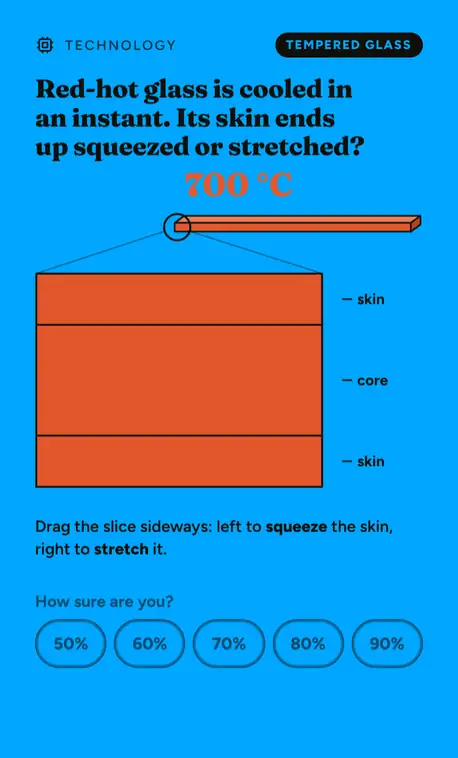 TECHNOLOGY
TEMPERED GLASS
Red-hot glass is cooled in
an instant. Its skin ends
up squeezed or stretched?
700 °C
– skin
– core
– skin
Drag the slice sideways: left to squeeze the skin,
right to stretch it.
How sure are you?
50%
60%
70%
80%
90%